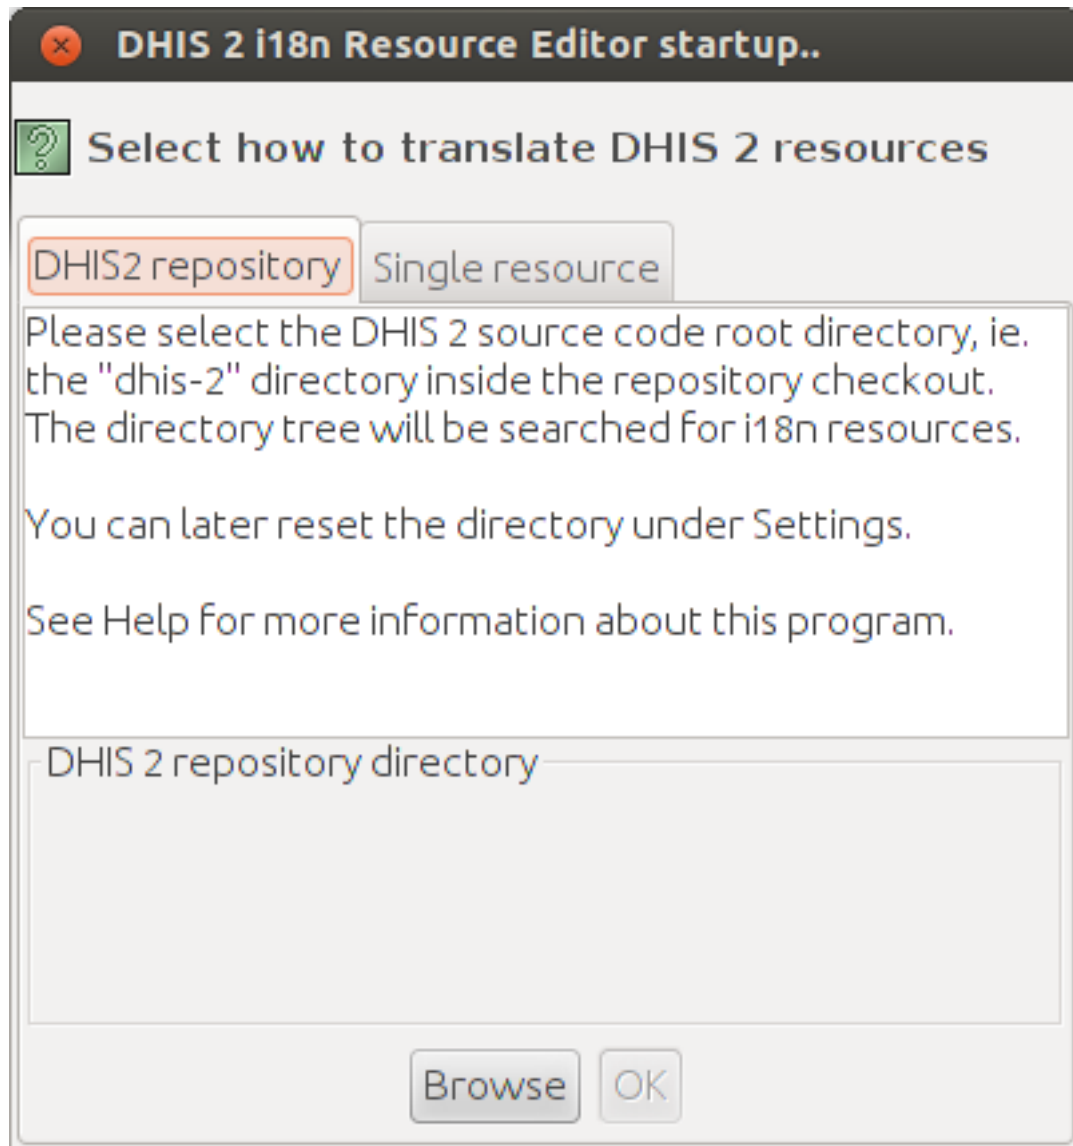 DHIS 2 i18n Resource Editor startup..
Select how to translate DHIS 2 resources
DHIS2 repository
Single resource
Please select the DHIS 2 source code root directory, ie.
the "dhis-2" directory inside the repository checkout.
The directory tree will be searched for i18n resources.
You can later reset the directory under Settings.
See Help for more information about this program.
DHIS 2 repository directory
Browse
OK